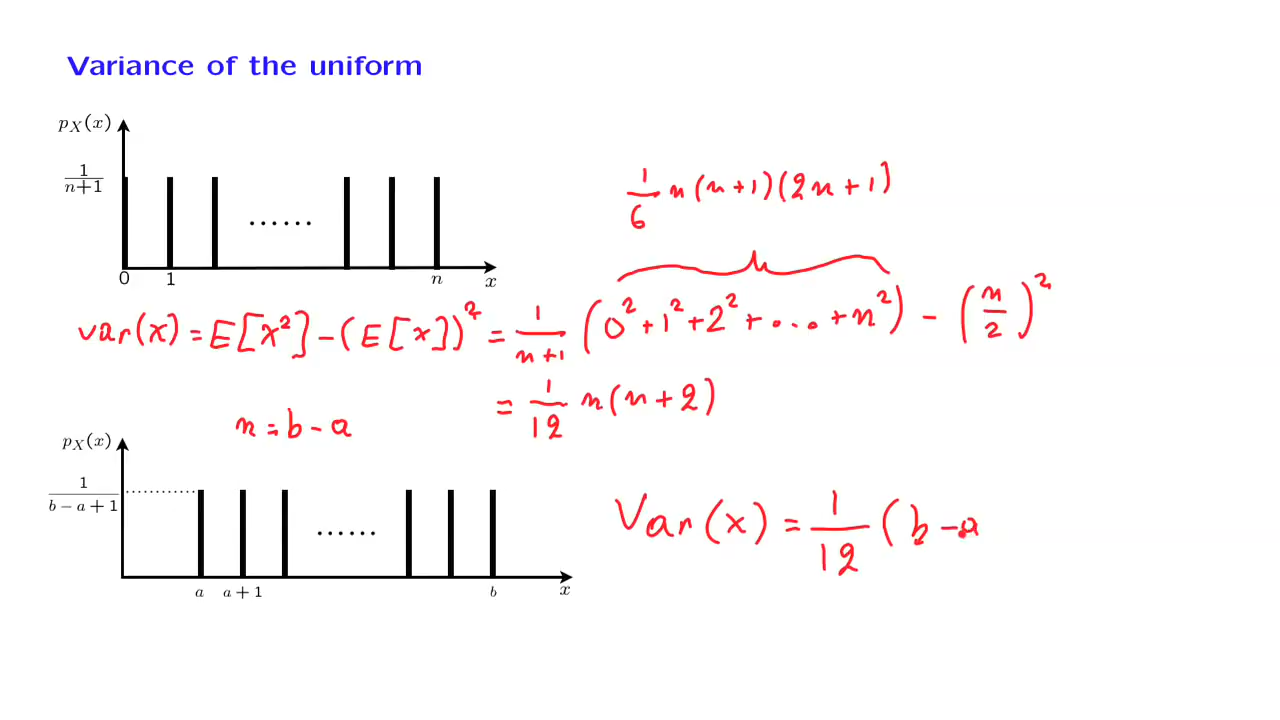 Variance of the uniform
p_X(x)
1/(n+1)
......
0 1 n x
1/6 n(n+1)(2n+1)
var(x) = E[X²] - (E[x])² = 1/(n+1) (0² + 1² + 2² + ... + n²) - (n/2)²
= 1/12 n(n+2)
n = b - a
p_X(x)
1/(b - a + 1)
......
a a + 1 b x
Var(x) = 1/12 (b - a